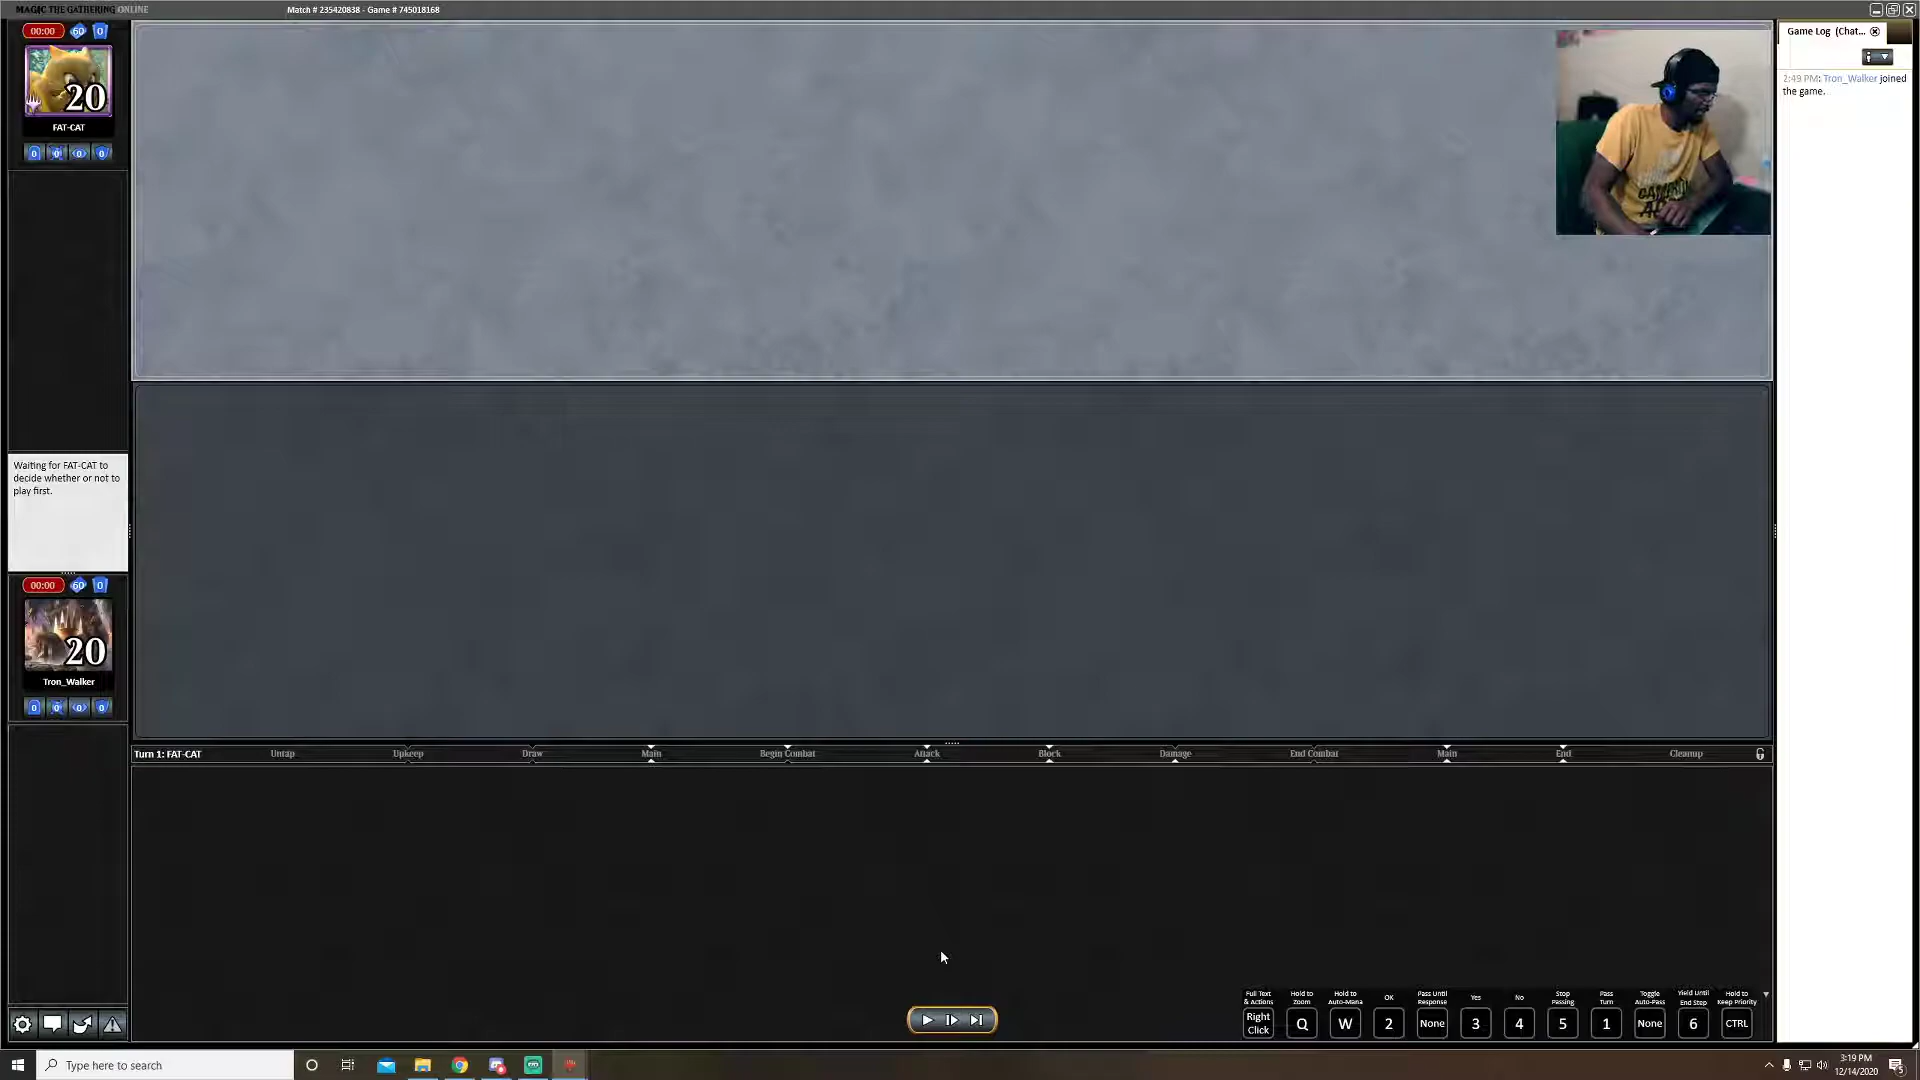 MAGIC THE GATHERING ONLINE
Match # 235420838 - Game # 745018168
00:00 60 0
20
FAT-CAT
0 0 0 0
Game Log (Chat...
2:49 PM: Tron_Walker joined
the game.
Waiting for FAT-CAT to
decide whether or not to
play first.
00:00 60 0
20
Tron_Walker
0 0 0 0
Turn 1: FAT-CAT Untap Upkeep Draw Main Begin Combat Attack Block Damage End Combat Main End Cleanup
Full Text
& Actions
Right
Click
Hold to
Zoom
Q
Hold to
Auto-Mana
W
OK
2
Pass Until
Response
None
Yes
3
No
4
Stop
Passing
5
Pass
Turn
1
Toggle
Auto-Pass
None
Yield Until
End Step
6
Hold to
Keep Priority
CTRL
Type here to search
3:19 PM
12/14/2020
5